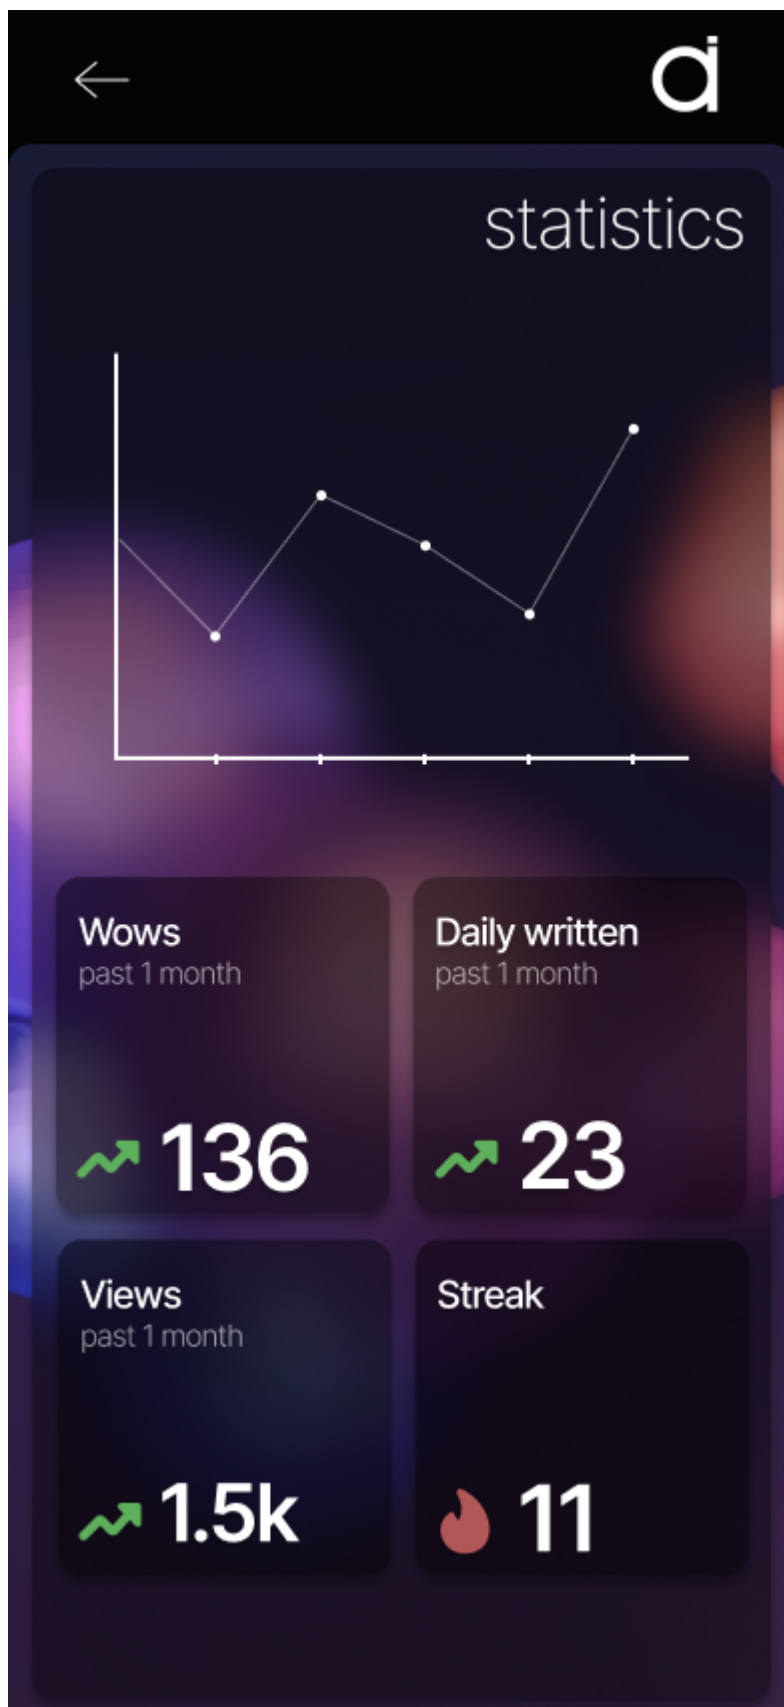 ai
statistics
Wows
past 1 month
136
Daily written
past 1 month
23
Views
past 1 month
1.5k
Streak
11